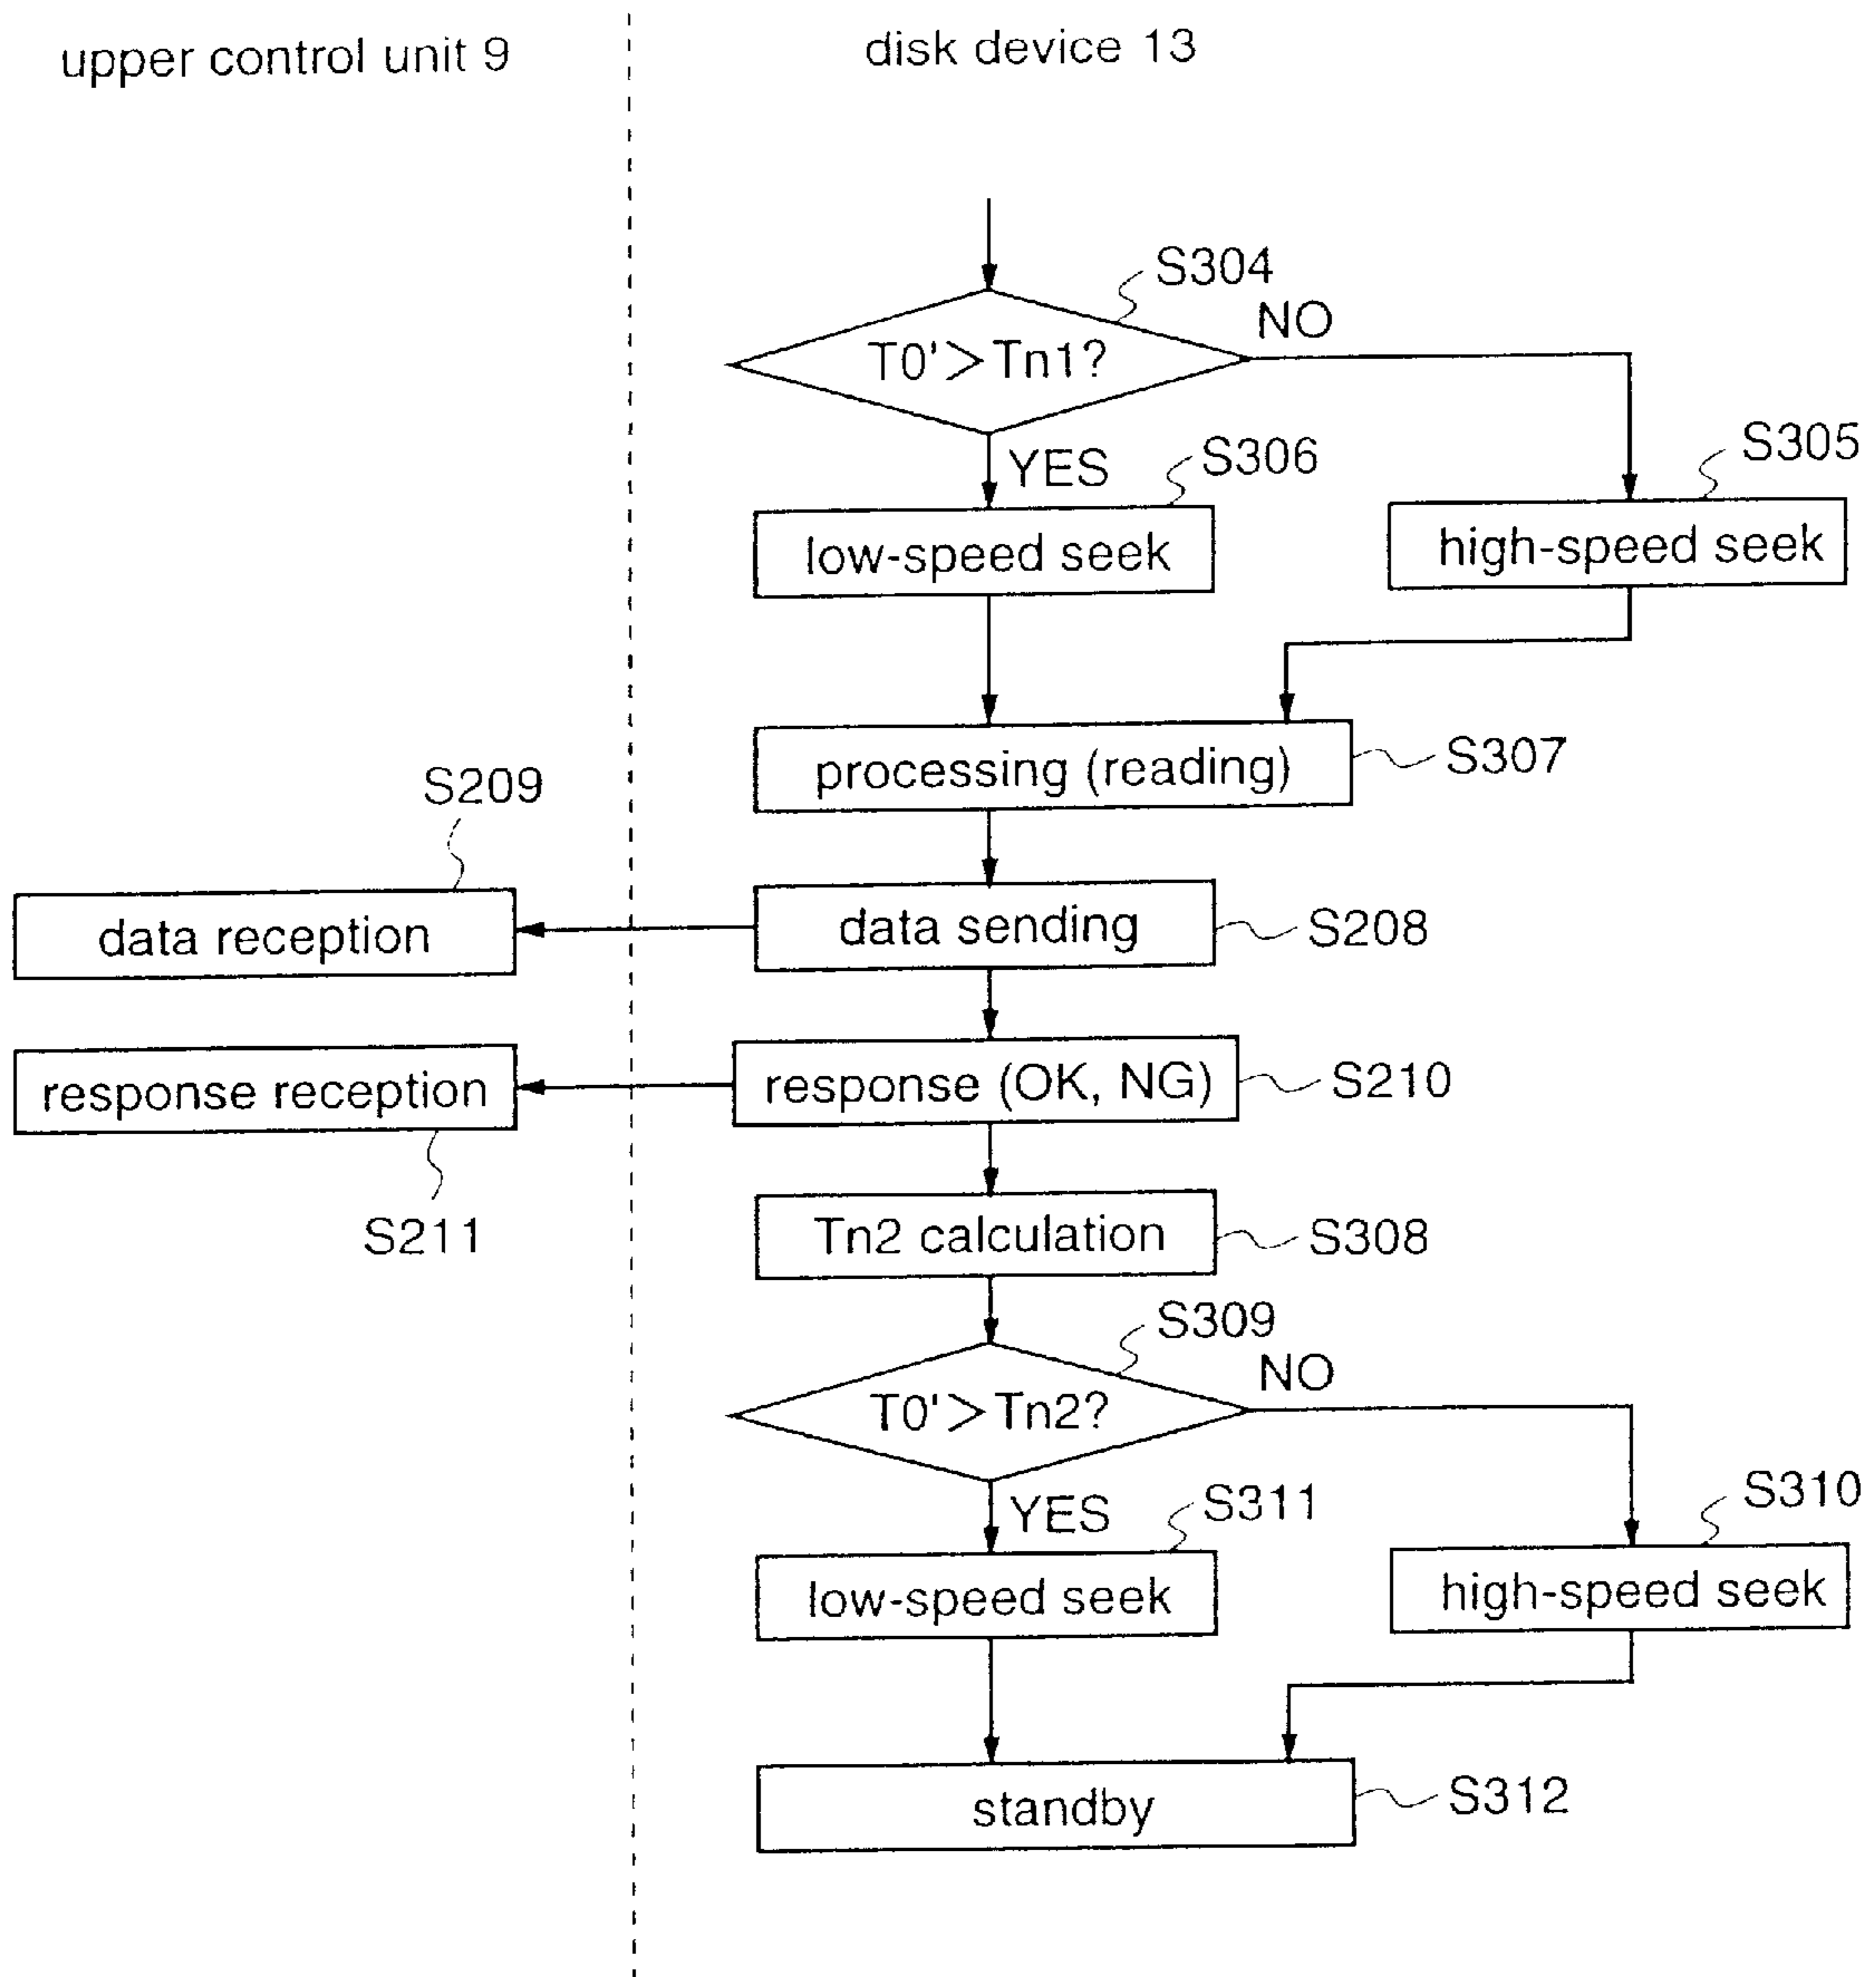 upper control unit 9
disk device 13
S304
T0'>Tn1?
NO
YES
S306
S305
low-speed seek
high-speed seek
processing (reading)
S307
S209
data reception
data sending
S208
response reception
response (OK, NG)
S210
S211
Tn2 calculation
S308
S309
T0'>Tn2?
NO
YES
S311
S310
low-speed seek
high-speed seek
standby
S312